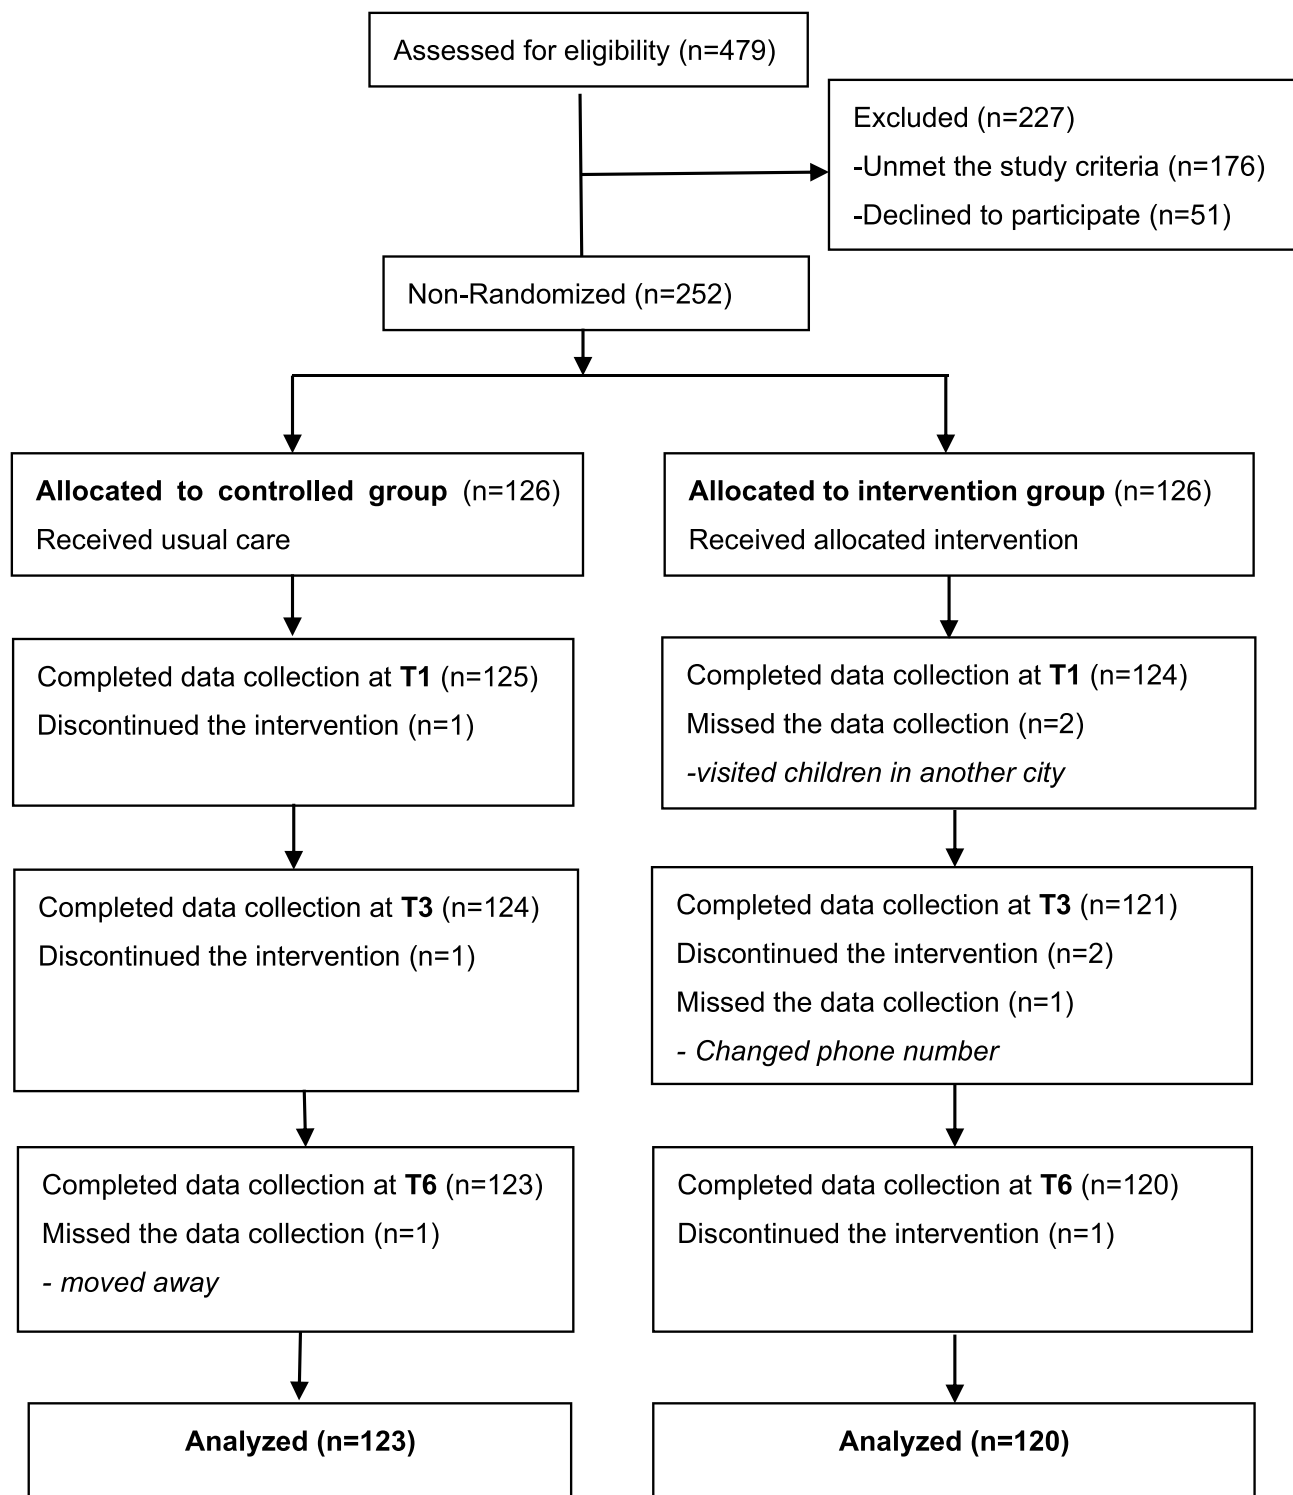 Assessed for eligibility (n=479)
Excluded (n=227)
-Unmet the study criteria (n=176)
-Declined to participate (n=51)
Non-Randomized (n=252)
Allocated to controlled group (n=126)
Received usual care
Allocated to intervention group (n=126)
Received allocated intervention
Completed data collection at T1 (n=125)
Discontinued the intervention (n=1)
Completed data collection at T1 (n=124)
Missed the data collection (n=2)
-visited children in another city
Completed data collection at T3 (n=124)
Discontinued the intervention (n=1)
Completed data collection at T3 (n=121)
Discontinued the intervention (n=2)
Missed the data collection (n=1)
- Changed phone number
Completed data collection at T6 (n=123)
Missed the data collection (n=1)
- moved away
Completed data collection at T6 (n=120)
Discontinued the intervention (n=1)
Analyzed (n=123)
Analyzed (n=120)